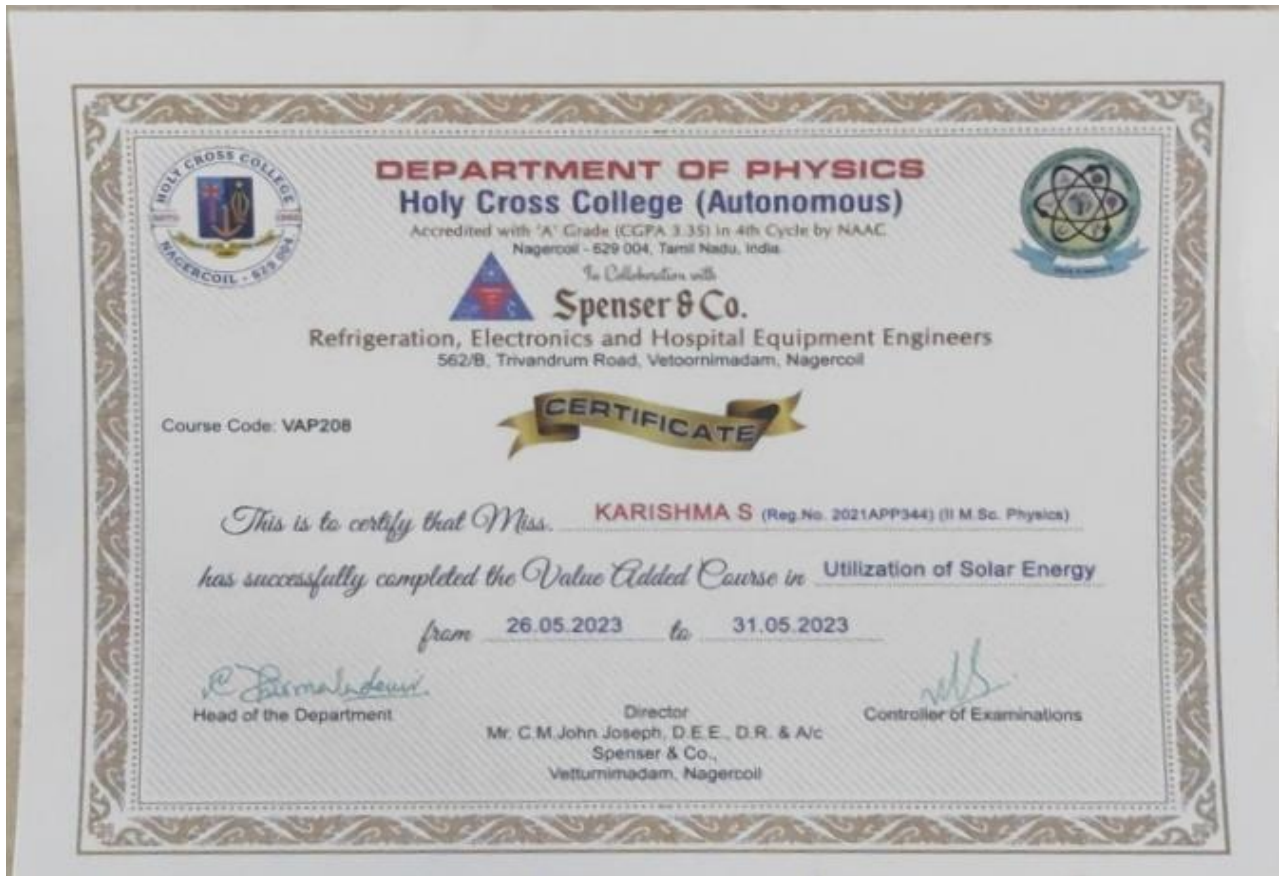 HOLY CROSS COLLEGE
NAGERCOIL - 629 004
DEPARTMENT OF PHYSICS
Holy Cross College (Autonomous)
Accredited with 'A' Grade (CGPA 3.35) in 4th Cycle by NAAC
Nagercoil - 629 004, Tamil Nadu, India.
In Collaboration with
Spenser & Co.
Refrigeration, Electronics and Hospital Equipment Engineers
562/B, Trivandrum Road, Vetoornimadam, Nagercoil
CERTIFICATE
Course Code: VAP208
This is to certify that Miss. KARISHMA S (Reg.No. 2021APP344) (II M.Sc. Physics)
has successfully completed the Value Added Course in Utilization of Solar Energy
from 26.05.2023 to 31.05.2023
Head of the Department
Director
Controller of Examinations
Mr. C.M.John Joseph, D.E.E., D.R. & A/c
Spenser & Co.,
Vetturnimadam, Nagercoil